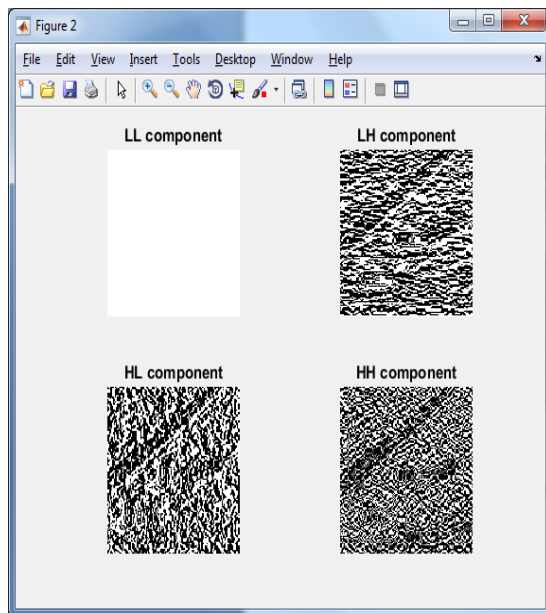 Figure 2
File Edit View Insert Tools Desktop Window Help
LL component LH component
HL component HH component